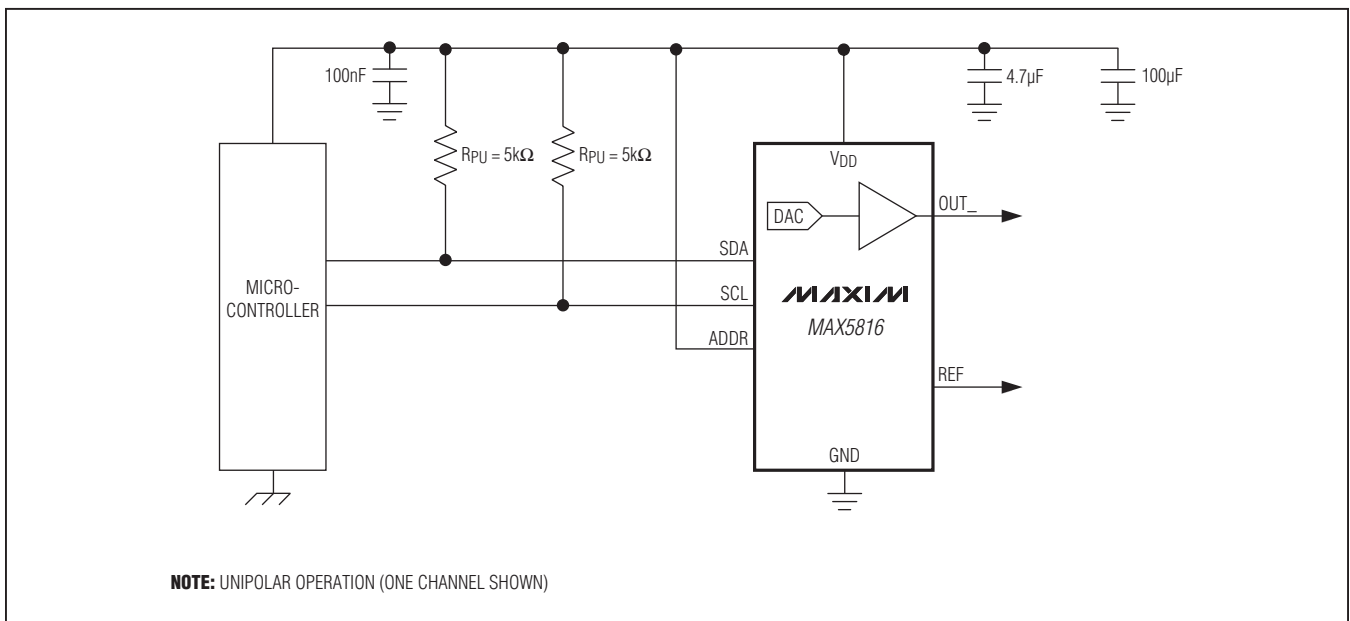 100nF
4.7µF
100µF
RPU = 5kΩ
RPU = 5kΩ
VDD
DAC
OUT_
SDA
MICRO-
CONTROLLER
SCL
MAXIM
MAX5816
ADDR
REF
GND
NOTE: UNIPOLAR OPERATION (ONE CHANNEL SHOWN)